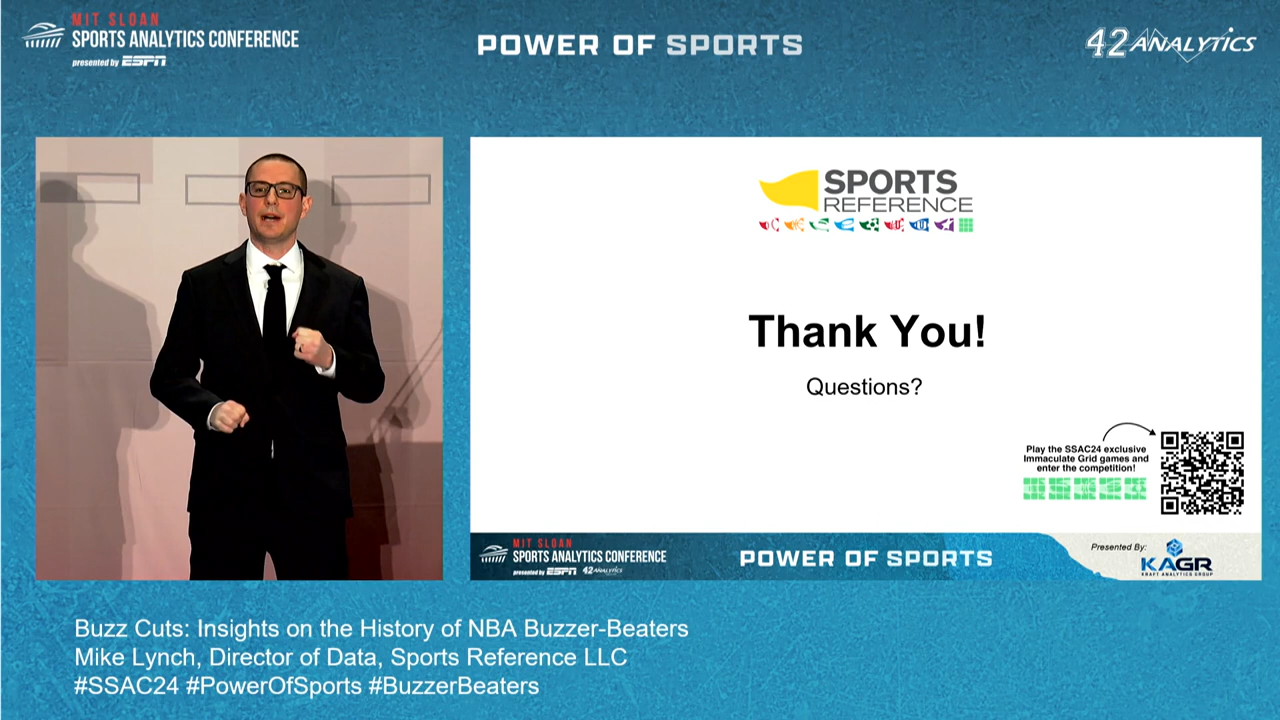 MIT SLOAN
SPORTS ANALYTICS CONFERENCE
presented by ESPN
POWER OF SPORTS
42 ANALYTICS
SPORTS
REFERENCE
Thank You!
Questions?
Play the SSAC24 exclusive
Immaculate Grid games and
enter the competition!
MIT SLOAN
SPORTS ANALYTICS CONFERENCE
presented by ESPN 42 ANALYTICS
POWER OF SPORTS
Presented By:
KAGR
KRAFT ANALYTICS GROUP
Buzz Cuts: Insights on the History of NBA Buzzer-Beaters
Mike Lynch, Director of Data, Sports Reference LLC
#SSAC24 #PowerOfSports #BuzzerBeaters